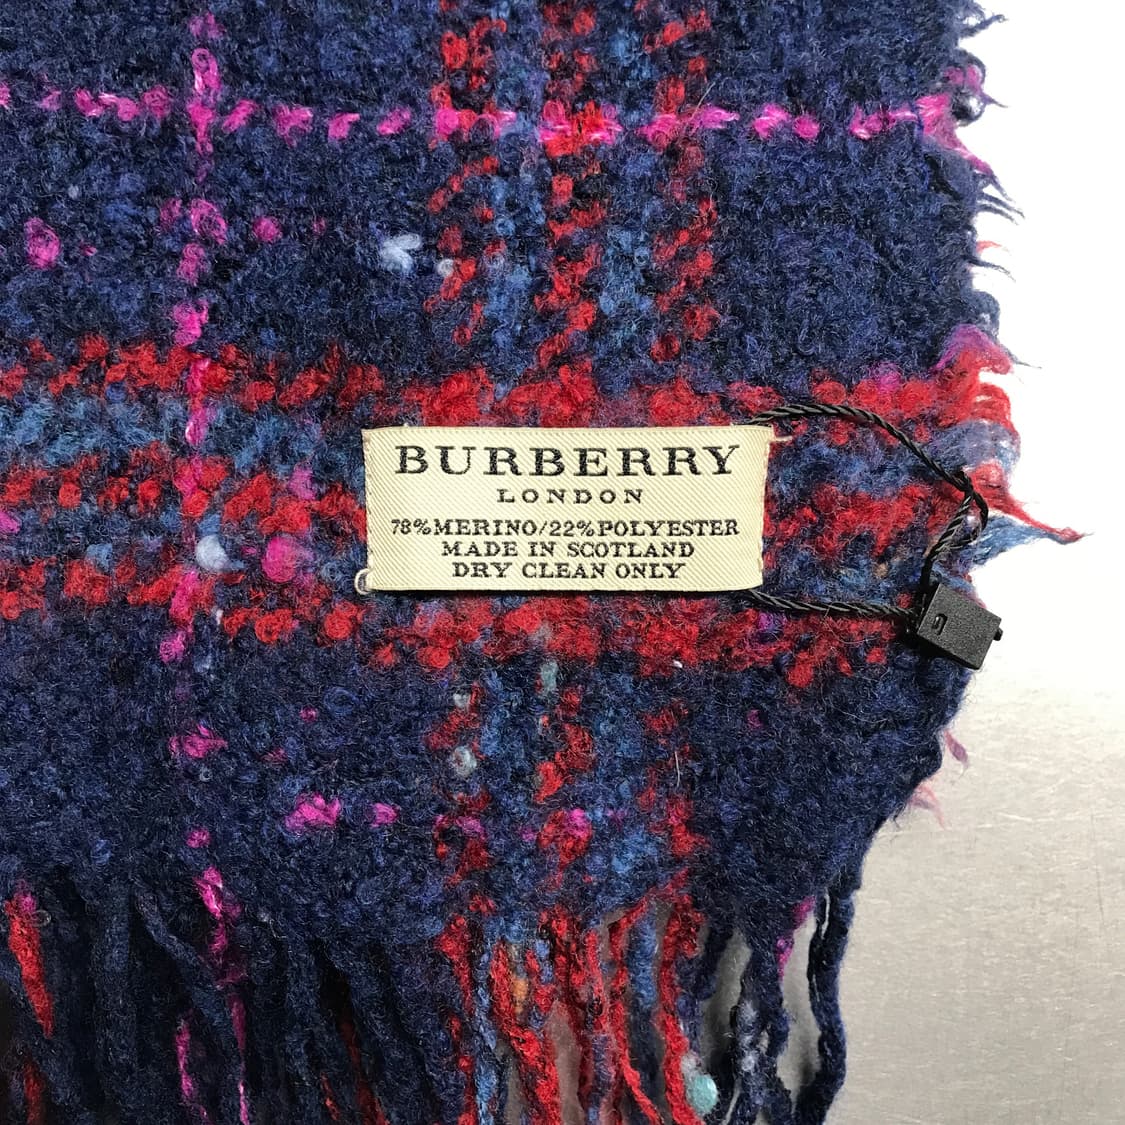 BURBERRY
LONDON
78%MERINO/22%POLYESTER
MADE IN SCOTLAND
DRY CLEAN ONLY